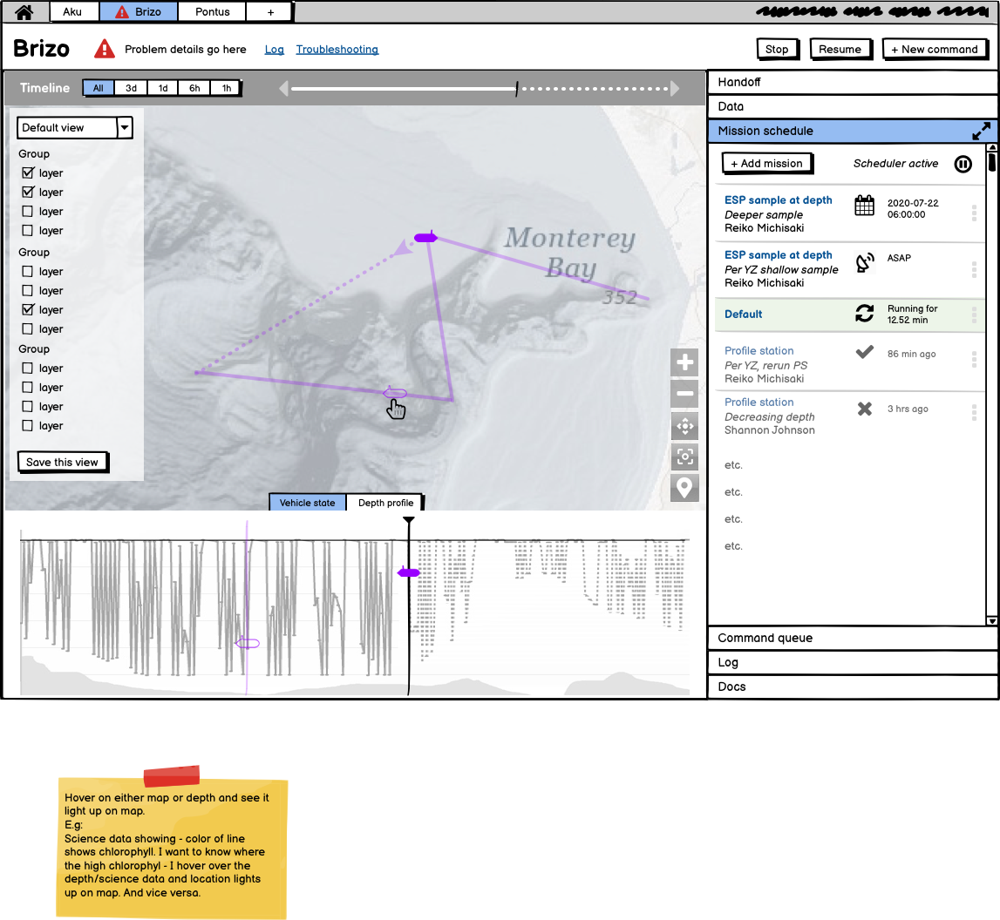 Aku
Brizo
Pontus
+
Brizo
Problem details go here
Log
Troubleshooting
Stop
Resume
+ New command
Timeline
All
3d
1d
6h
1h
Default view
Group
layer
layer
layer
layer
Group
layer
layer
layer
layer
Group
layer
layer
layer
layer
Save this view
Monterey
Bay
352
Vehicle state
Depth profile
Handoff
Data
Mission schedule
+ Add mission
Scheduler active
ESP sample at depth
Deeper sample
Reiko Michisaki
2020-07-22
06:00:00
ESP sample at depth
Per YZ shallow sample
Reiko Michisaki
ASAP
Default
Running for
12.52 min
Profile station
Per YZ, rerun PS
Reiko Michisaki
86 min ago
Profile station
Decreasing depth
Shannon Johnson
3 hrs ago
etc.
etc.
etc.
etc.
Command queue
Log
Docs
Hover on either map or depth and see it
light up on map.
E.g:
Science data showing - color of line
shows chlorophyll. I want to know where
the high chlorophyl - I hover over the
depth/science data and location lights
up on map. And vice versa.